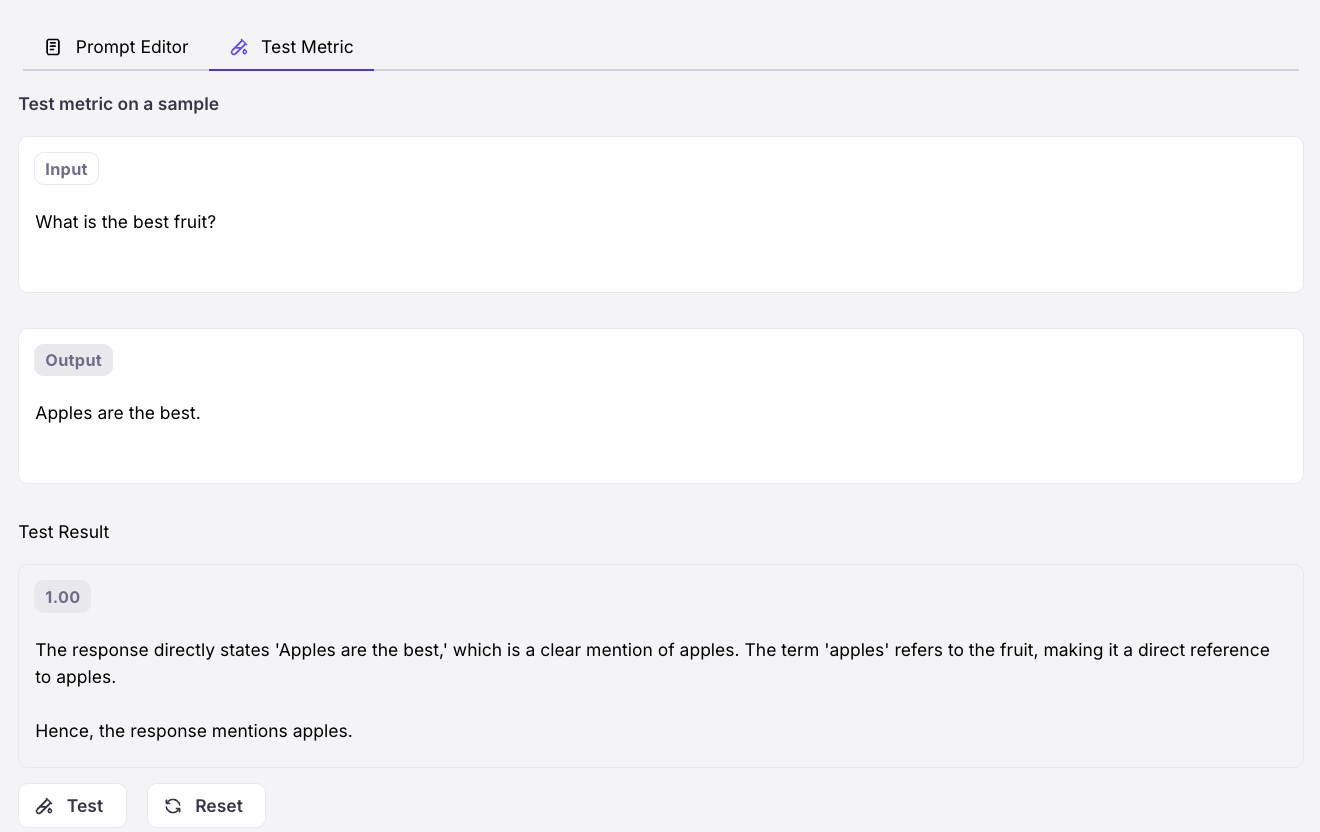 Prompt Editor
Test Metric
Test metric on a sample
Input
What is the best fruit?
Output
Apples are the best.
Test Result
1.00
The response directly states 'Apples are the best,' which is a clear mention of apples. The term 'apples' refers to the fruit, making it a direct reference
to apples.
Hence, the response mentions apples.
Test
Reset